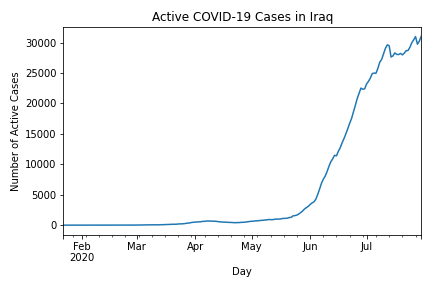 Active COVID-19 Cases in Iraq
Number of Active Cases
30000
25000
20000
15000
10000
5000
0
Feb Mar Apr May Jun Jul
2020
Day